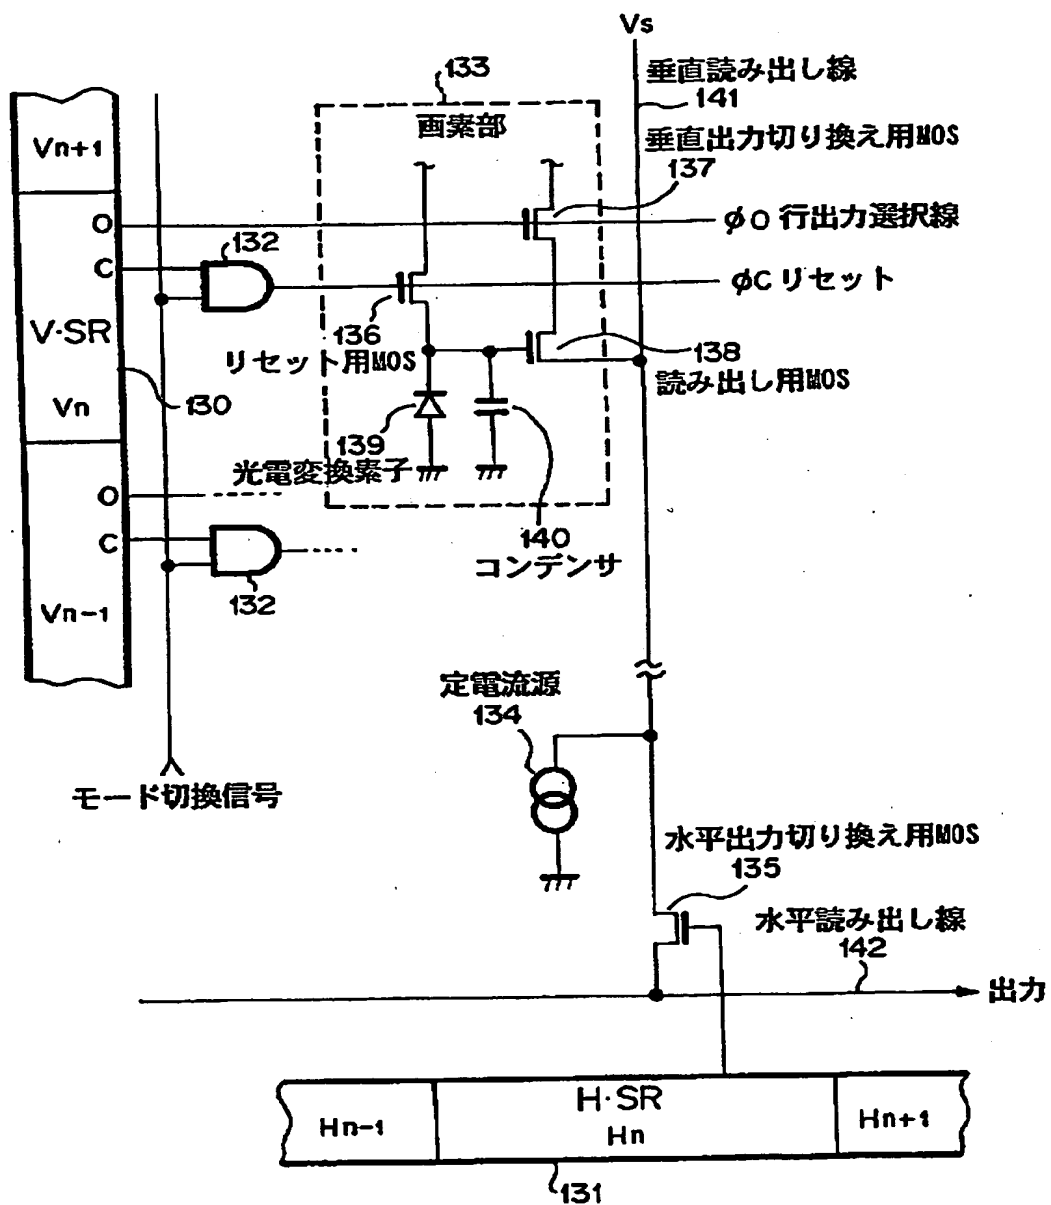 Vs
133
垂直読み出し線
141
画素部
垂直出力切り換え用MOS
137
Vn+1
O
132
φO 行出力選択線
C
φC リセット
136
V·SR
リセット用MOS
138
読み出し用MOS
130
Vn
139
光電変換素子
O
140
コンデンサ
C
132
Vn-1
定電流源
134
モード切換信号
水平出力切り換え用MOS
135
水平読み出し線
142
出力
H·SR
Hn-1
Hn
Hn+1
131